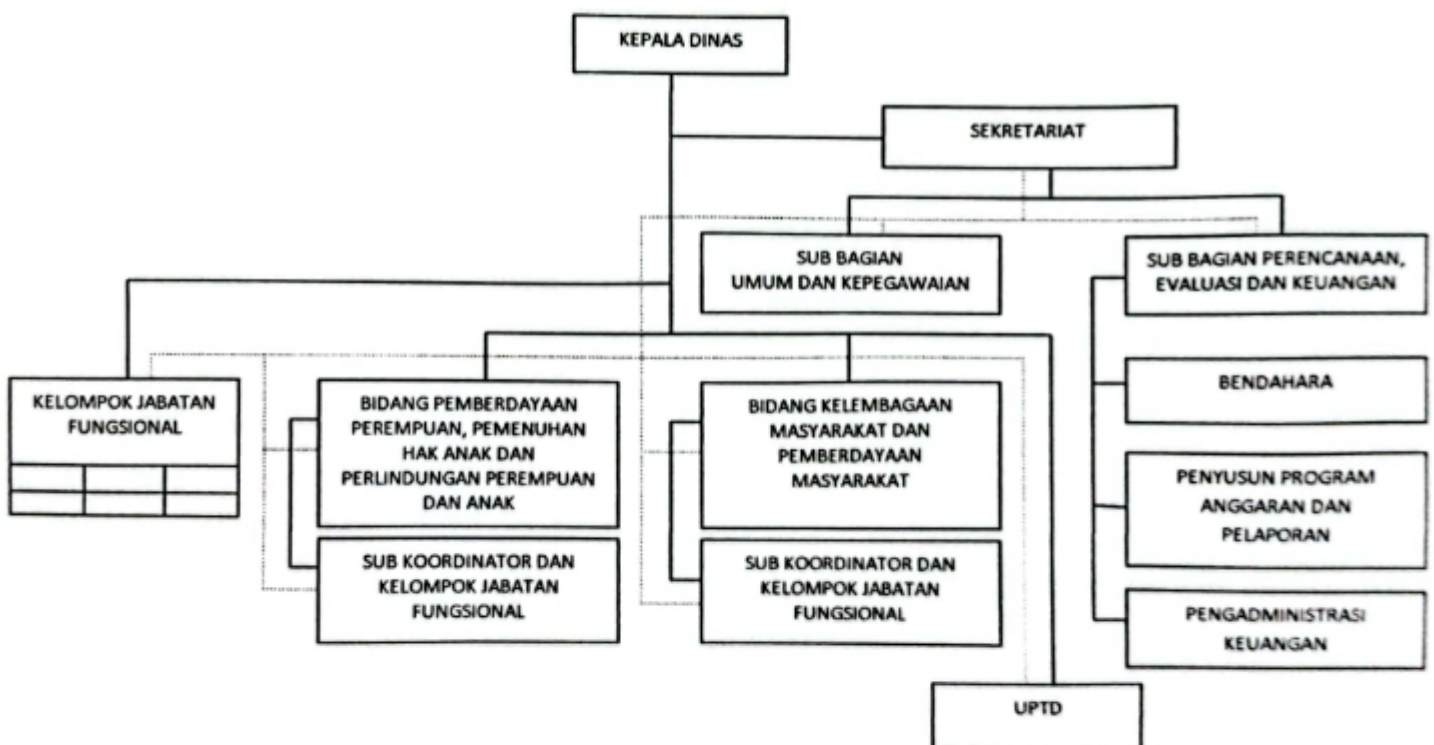 KEPALA DINAS
SEKRETARIAT
SUB BAGIAN
UMUM DAN KEPEGAWAIAN
SUB BAGIAN PERENCANAAN,
EVALUASI DAN KEUANGAN
KELOMPOK JABATAN
FUNGSIONAL
BIDANG PEMBERDAYAAN
PEREMPUAN, PEMENUHAN
HAK ANAK DAN
PERLINDUNGAN PEREMPUAN
DAN ANAK
BIDANG KELEMBAGAAN
MASYARAKAT DAN
PEMBERDAYAAN
MASYARAKAT
BENDAHARA
PENYUSUN PROGRAM
ANGGARAN DAN
PELAPORAN
SUB KOORDINATOR DAN
KELOMPOK JABATAN
FUNGSIONAL
SUB KOORDINATOR DAN
KELOMPOK JABATAN
FUNGSIONAL
PENGADMINISTRASI
KEUANGAN
UPTD